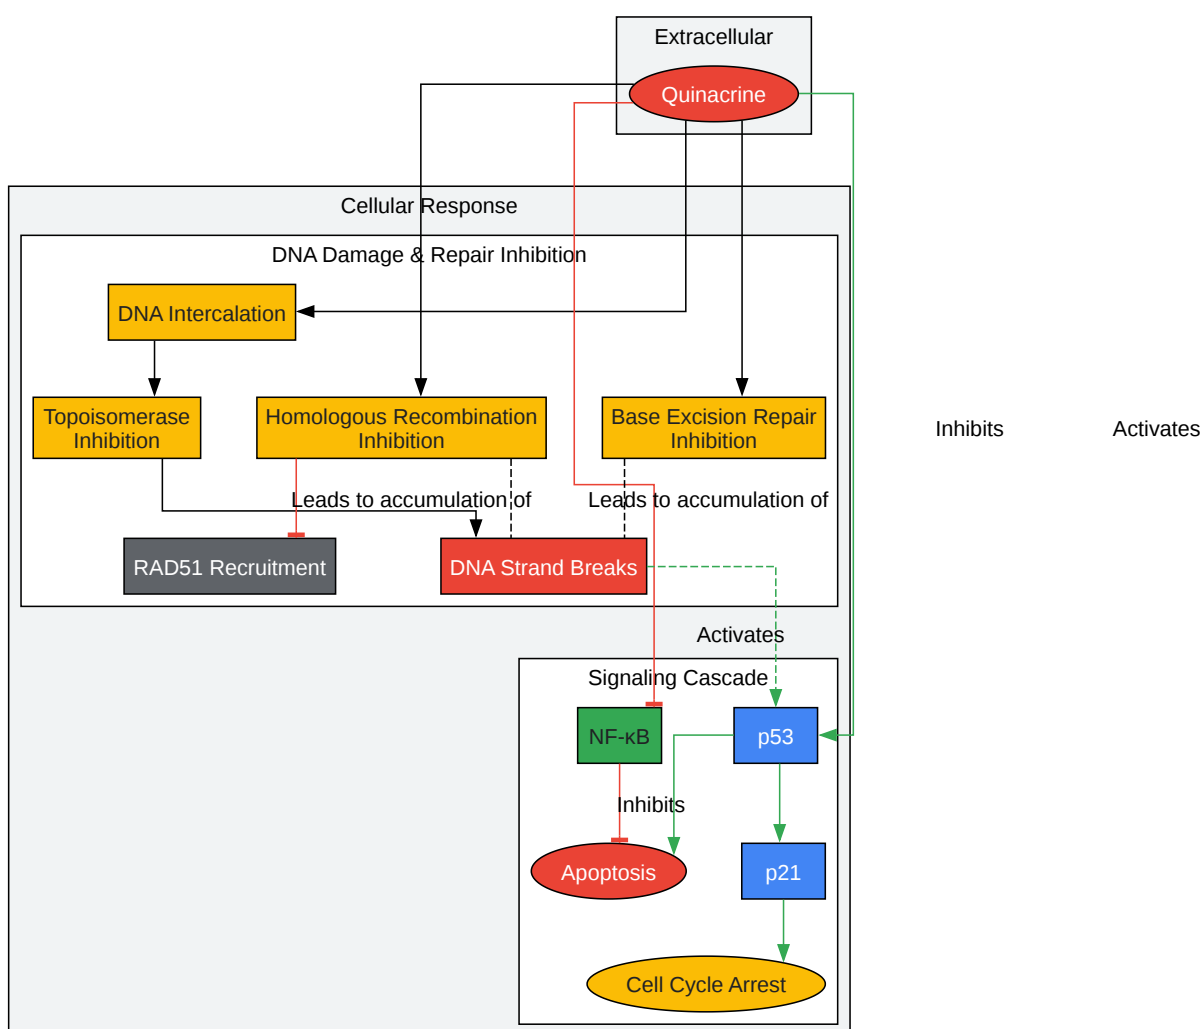 Extracellular
Quinacrine
Cellular Response
DNA Damage & Repair Inhibition
DNA Intercalation
Topoisomerase
Inhibition
Homologous Recombination
Inhibition
Base Excision Repair
Inhibition
Inhibits
Activates
Leads to accumulation of
Leads to accumulation of
RAD51 Recruitment
DNA Strand Breaks
Activates
Signaling Cascade
NF-κB
p53
Inhibits
Apoptosis
p21
Cell Cycle Arrest